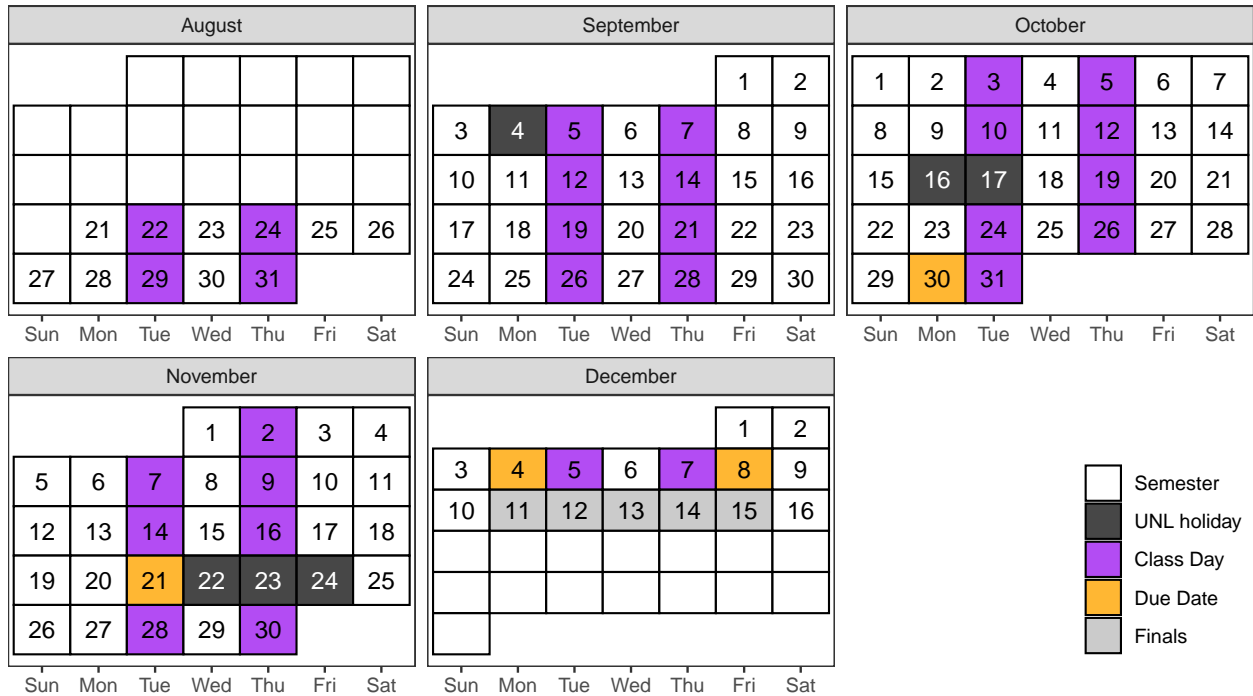 August
21 22 23 24 25 26
27 28 29 30 31
Sun Mon Tue Wed Thu Fri Sat
September
1 2
3 4 5 6 7 8 9
10 11 12 13 14 15 16
17 18 19 20 21 22 23
24 25 26 27 28 29 30
Sun Mon Tue Wed Thu Fri Sat
October
1 2 3 4 5 6 7
8 9 10 11 12 13 14
15 16 17 18 19 20 21
22 23 24 25 26 27 28
29 30 31
Sun Mon Tue Wed Thu Fri Sat
November
1 2 3 4
5 6 7 8 9 10 11
12 13 14 15 16 17 18
19 20 21 22 23 24 25
26 27 28 29 30
Sun Mon Tue Wed Thu Fri Sat
December
1 2
3 4 5 6 7 8 9
10 11 12 13 14 15 16
Sun Mon Tue Wed Thu Fri Sat
Semester
UNL holiday
Class Day
Due Date
Finals